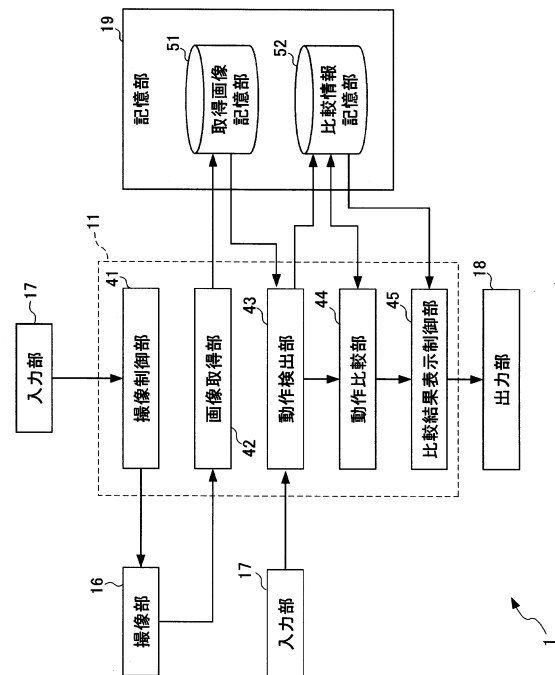 17
入力部
11
41
撮像制御部
16
撮像部
42
画像取得部
17
入力部
43
動作検出部
44
動作比較部
45
比較結果表示制御部
18
出力部
19
記憶部
51
取得画像
記憶部
52
比較情報
記憶部
1